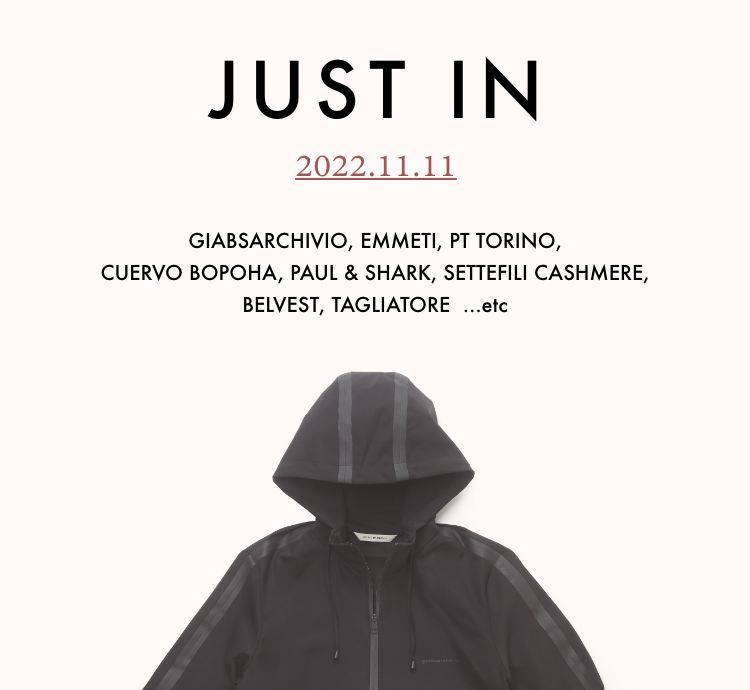 JUST IN
2022.11.11
GIABSARCHIVIO, EMMETI, PT TORINO,
CUERVO BOPOHA, PAUL & SHARK, SETTEFILI CASHMERE,
BELVEST, TAGLIATORE ...etc